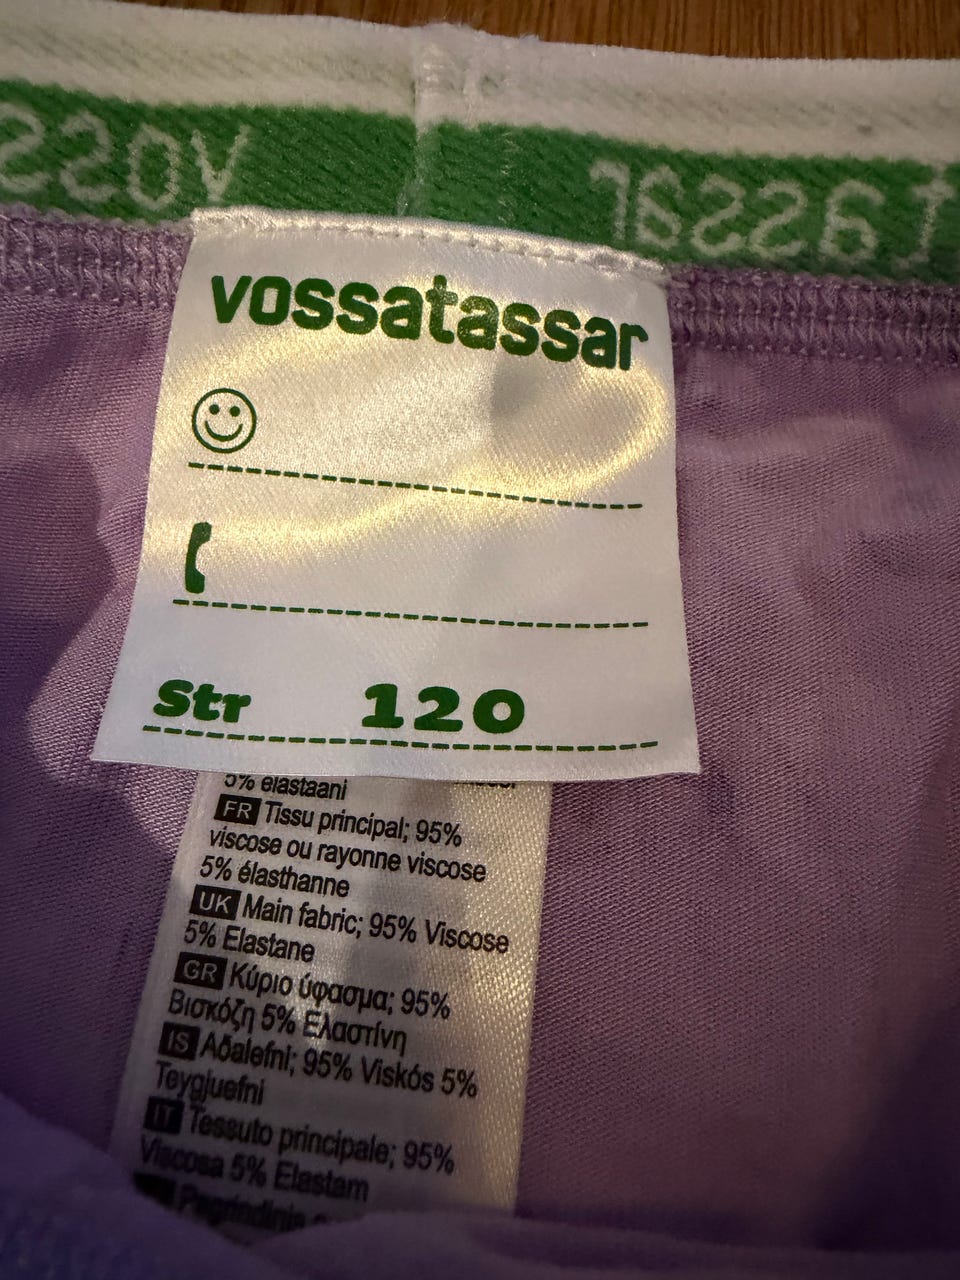 vossatassar
Str 120
5% elastaani
FR Tissu principal; 95%
viscose ou rayonne viscose
5% élasthanne
UK Main fabric; 95% Viscose
5% Elastane
GR Κύριο ύφασμα; 95%
Βισκόζη 5% Ελαστίνη
IS Aðalefni; 95% Viskós 5%
Teygjuefni
IT Tessuto principale; 95%
Viscosa 5% Elastam
Pagrindinis